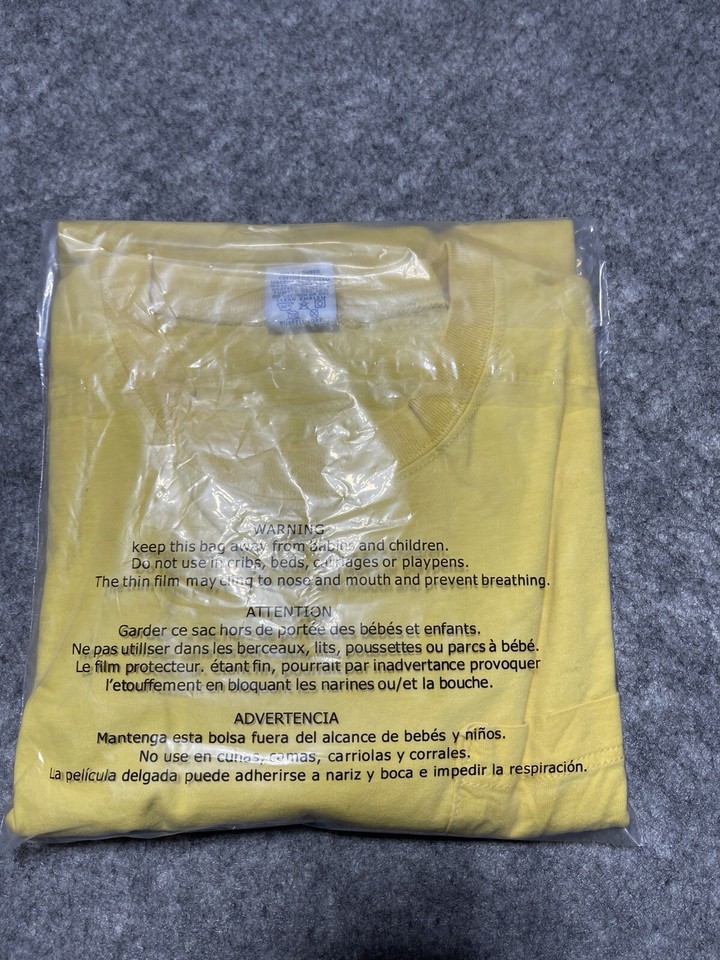 WARNING
keep this bag away from babies and children.
Do not use in cribs, beds, carriages or playpens.
The thin film may cling to nose and mouth and prevent breathing.
ATTENTION
Garder ce sac hors de portée des bébés et enfants.
Ne pas utiliser dans les berceaux, lits, poussettes ou parcs à bébé.
Le film protecteur. étant fin, pourrait par inadvertance provoquer
l'etouffement en bloquant les narines ou/et la bouche.
ADVERTENCIA
Mantenga esta bolsa fuera del alcance de bebés y niños.
No use en cunas, camas, carriolas y corrales.
La película delgada puede adherirse a nariz y boca e impedir la respiración.